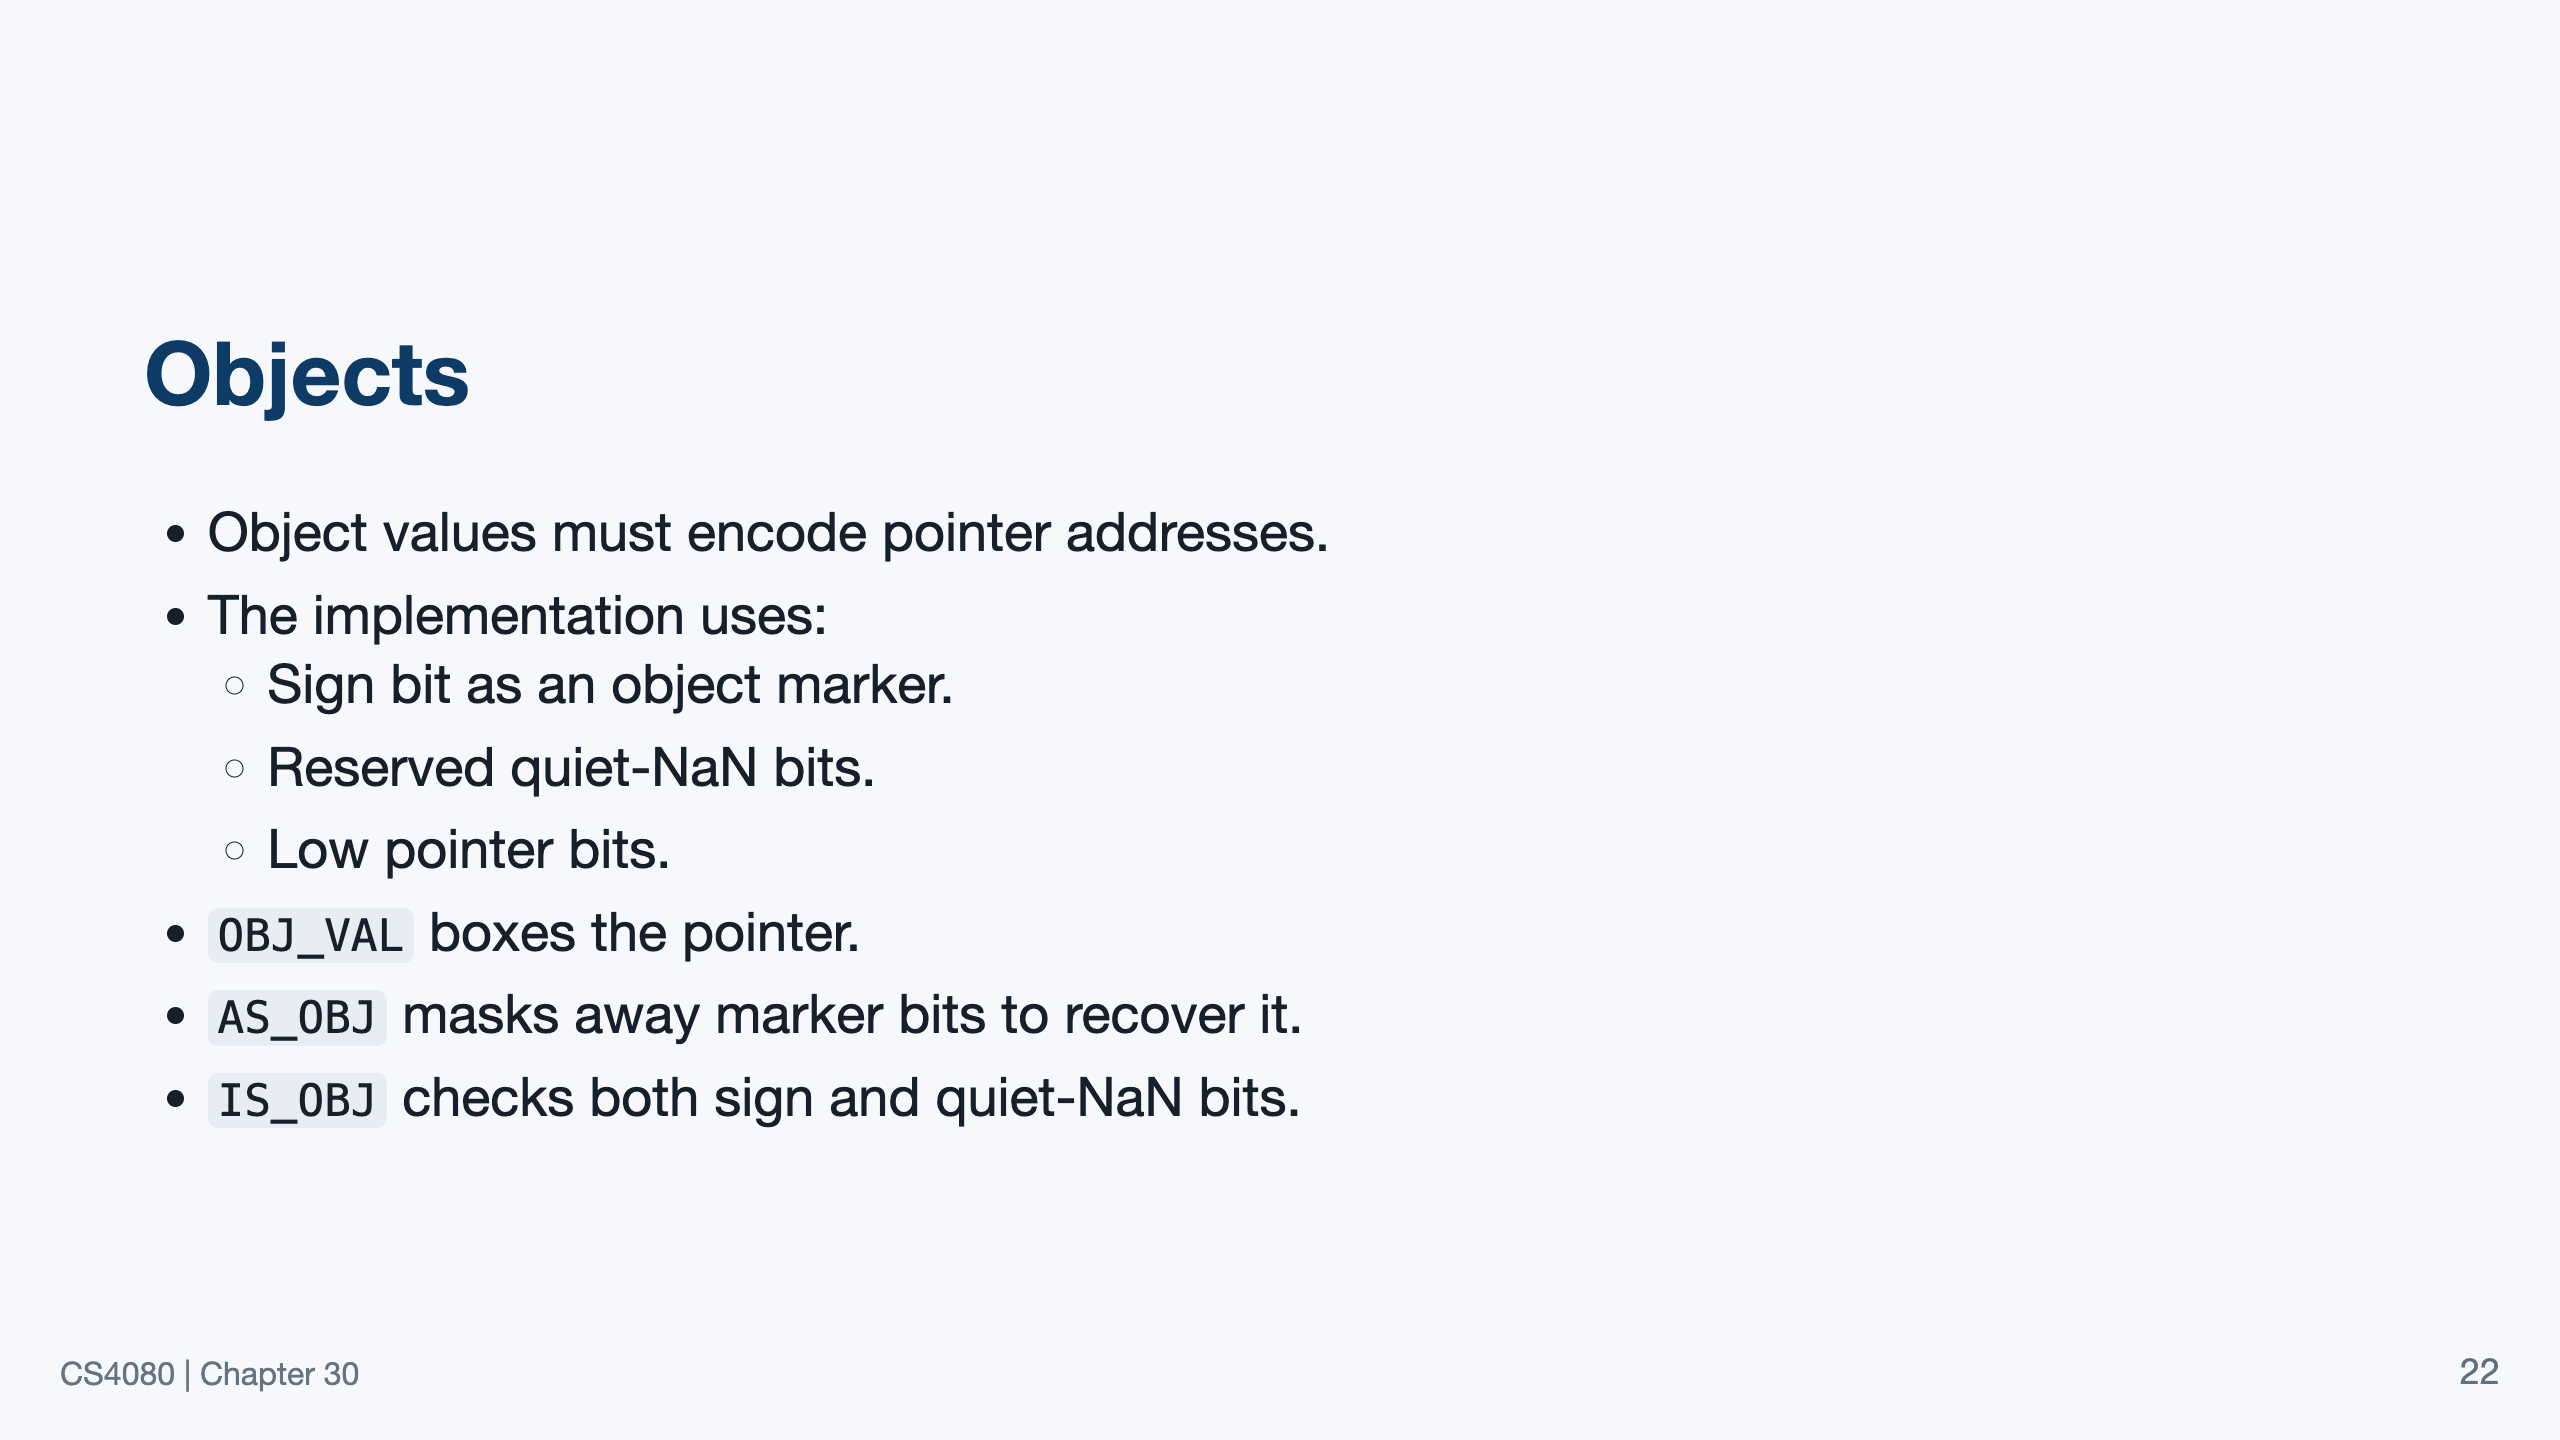 Objects
• Object values must encode pointer addresses.
• The implementation uses:
○ Sign bit as an object marker.
○ Reserved quiet-NaN bits.
○ Low pointer bits.
• OBJ_VAL boxes the pointer.
• AS_OBJ masks away marker bits to recover it.
• IS_OBJ checks both sign and quiet-NaN bits.
CS4080 | Chapter 30
22